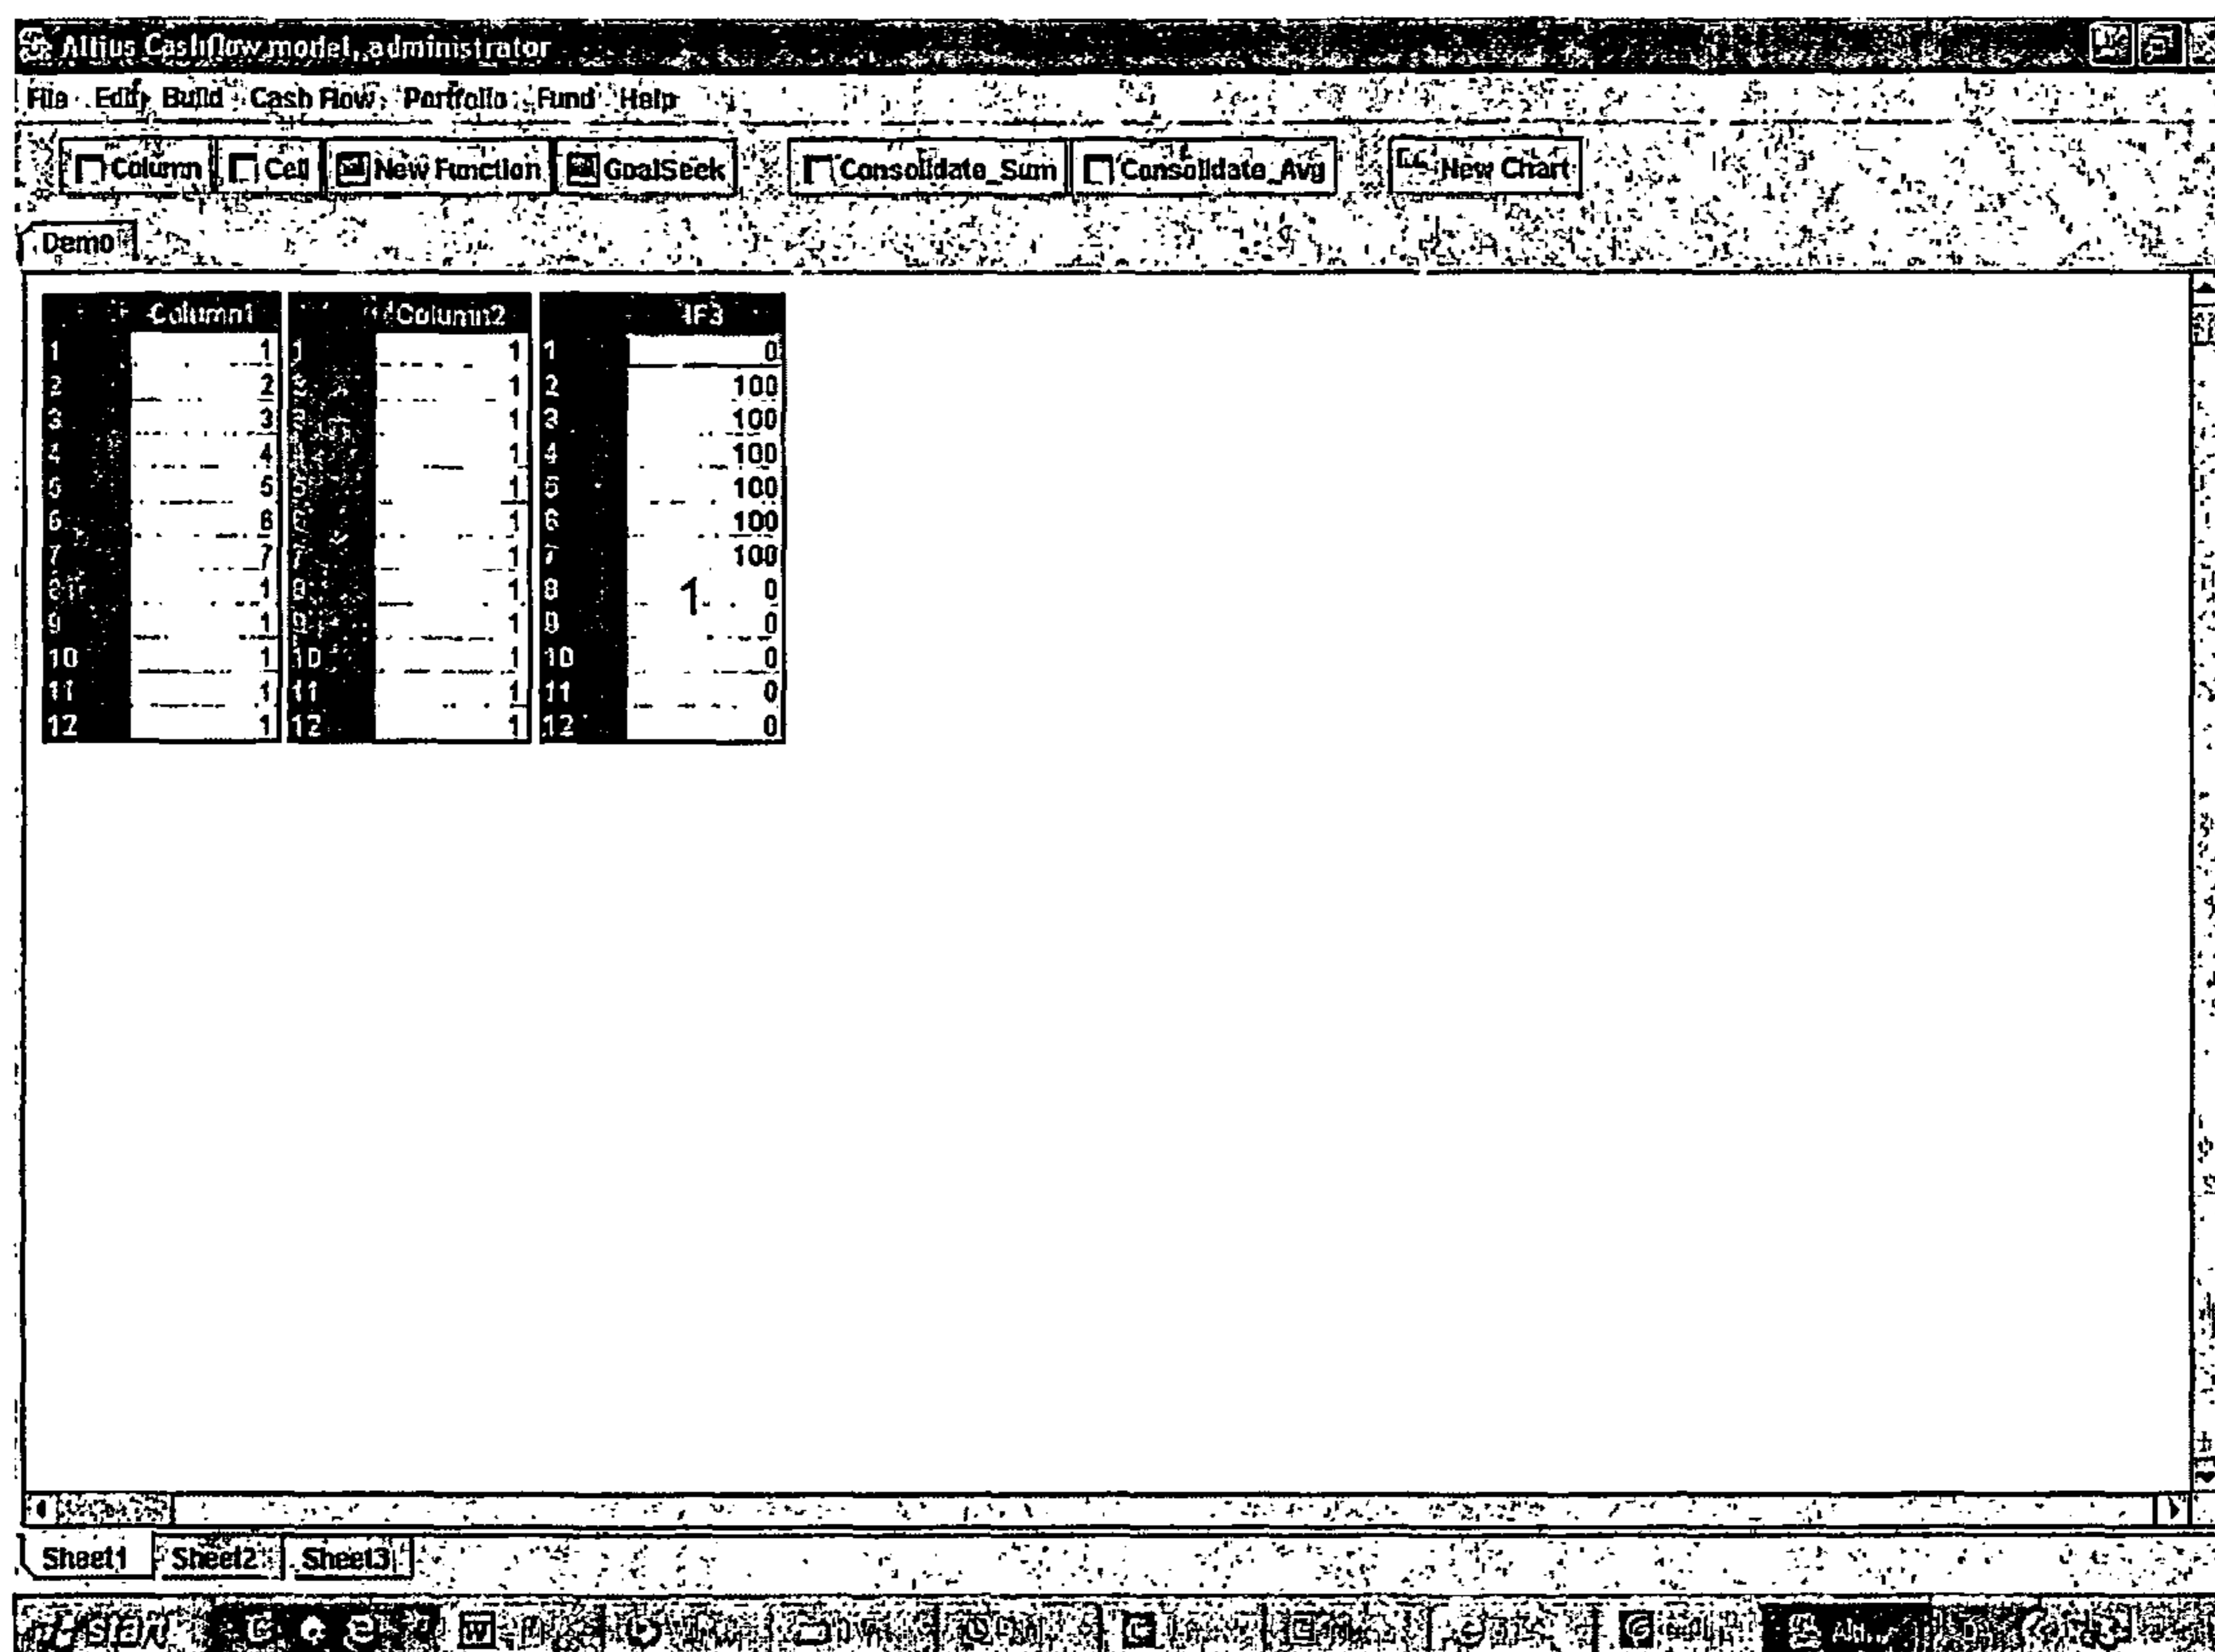 Altius Cashflow model, administrator
File Edit Build Cash Flow Portfolio Fund Help
Column Cell New Function GoalSeek Consolidate_Sum Consolidate_Avg New Chart
Demo
Column1 Column2 IF3
1 1 1 1 1 0
2 2 2 1 2 100
3 3 3 1 3 100
4 4 4 1 4 100
5 5 5 1 5 100
6 6 6 1 6 100
7 7 7 1 7 100
8 1 8 1 8 1 0
9 1 9 1 9 0
10 1 10 1 10 0
11 1 11 1 11 0
12 1 12 1 12 0
Sheet1 Sheet2 Sheet3
start